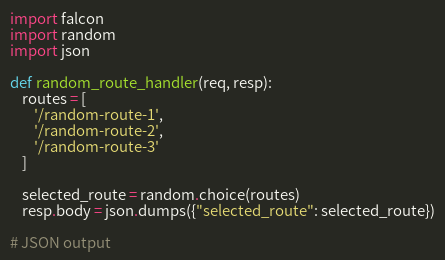 import falcon
import random
import json

def random_route_handler(req, resp):
    routes = [
        '/random-route-1',
        '/random-route-2',
        '/random-route-3'
    ]

    selected_route = random.choice(routes)
    resp.body = json.dumps({"selected_route": selected_route})

# JSON output